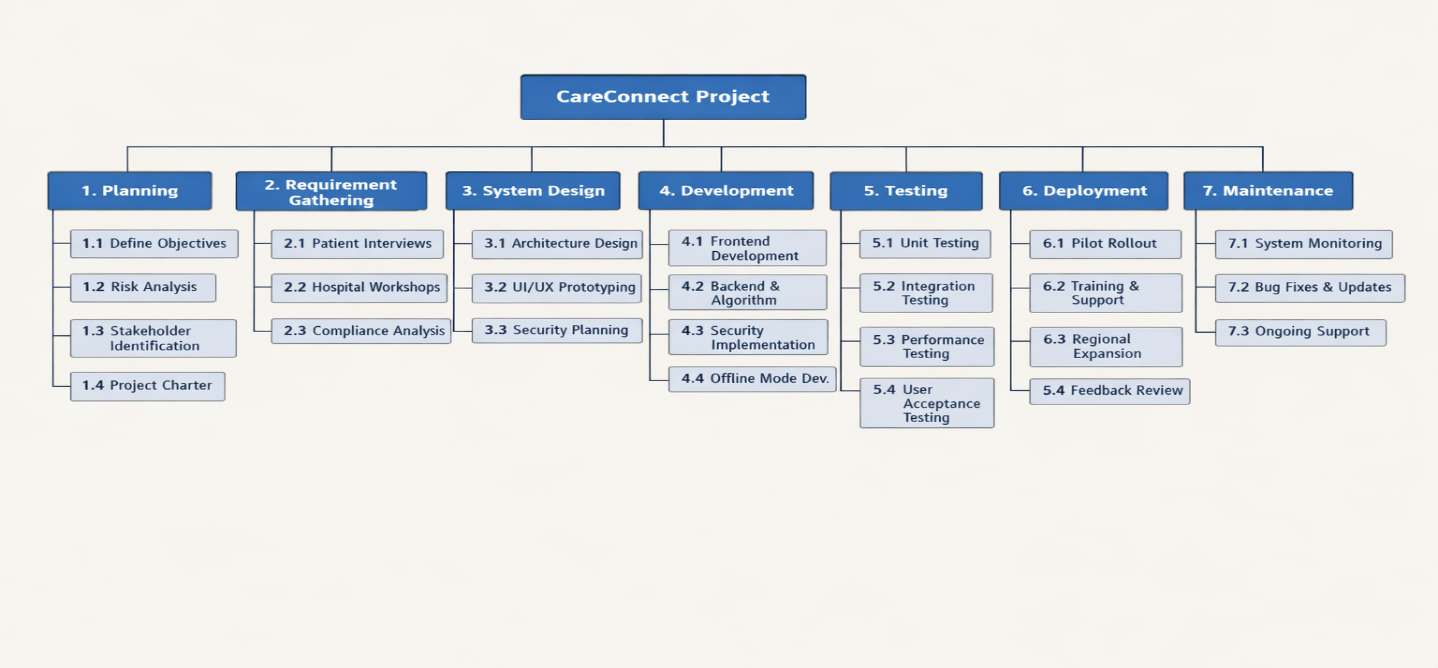 CareConnect Project
1. Planning
1.1 Define Objectives
1.2 Risk Analysis
1.3 Stakeholder
Identification
1.4 Project Charter
2. Requirement
Gathering
2.1 Patient Interviews
2.2 Hospital Workshops
2.3 Compliance Analysis
3. System Design
3.1 Architecture Design
3.2 UI/UX Prototyping
3.3 Security Planning
4. Development
4.1 Frontend
Development
4.2 Backend &
Algorithm
4.3 Security
Implementation
4.4 Offline Mode Dev.
5. Testing
5.1 Unit Testing
5.2 Integration
Testing
5.3 Performance
Testing
5.4 User
Acceptance
Testing
6. Deployment
6.1 Pilot Rollout
6.2 Training &
Support
6.3 Regional
Expansion
5.4 Feedback Review
7. Maintenance
7.1 System Monitoring
7.2 Bug Fixes & Updates
7.3 Ongoing Support